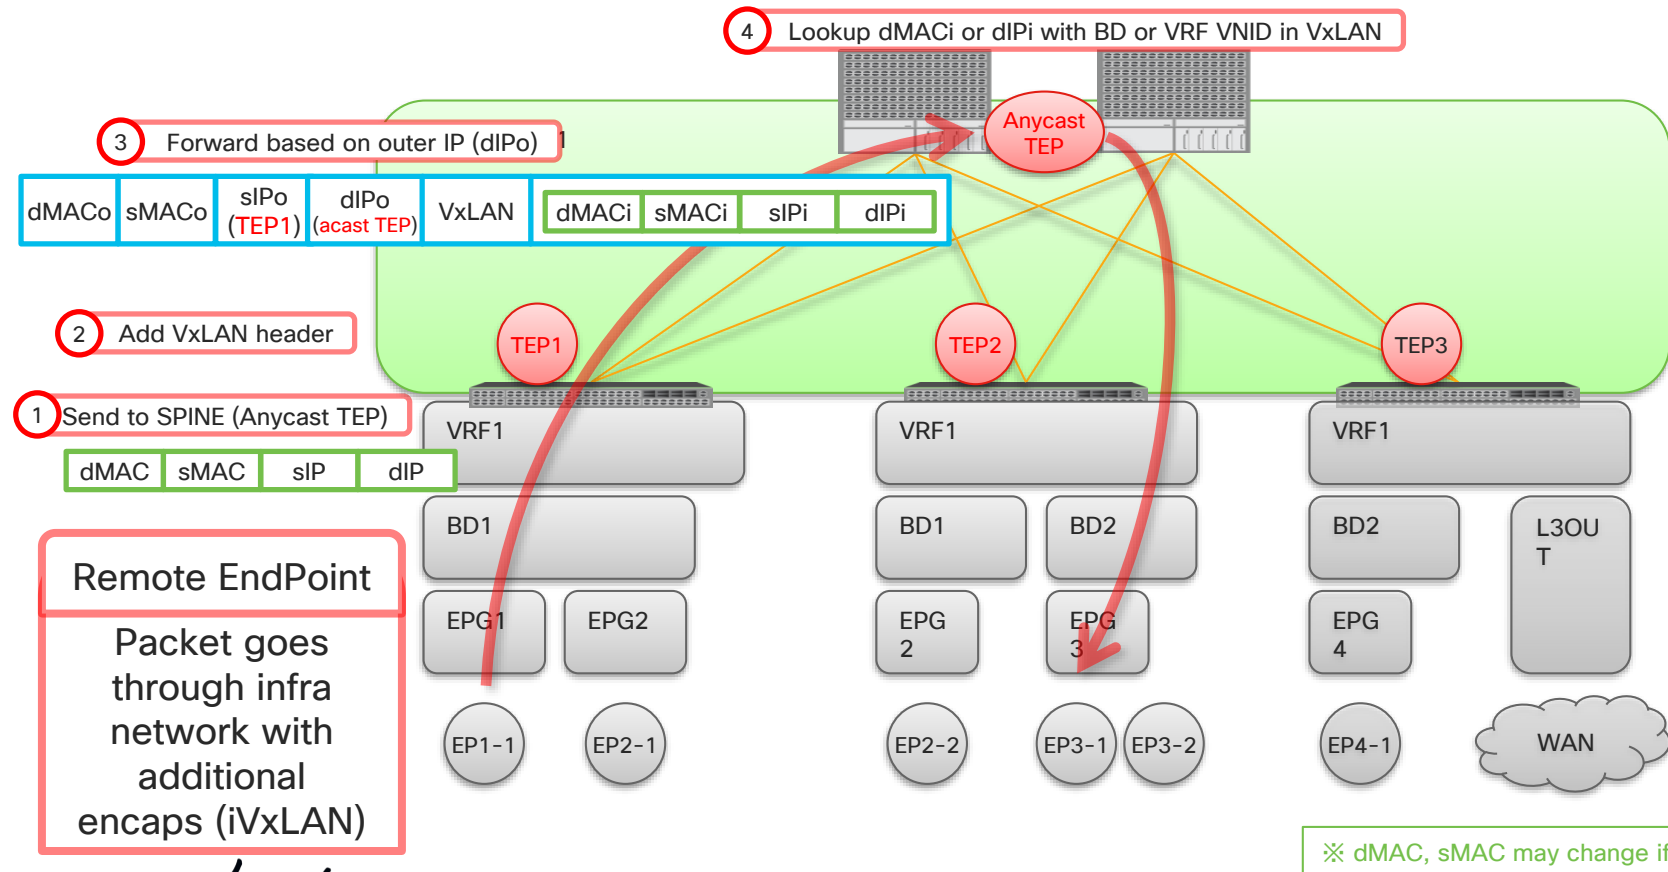 4 Lookup dMACi or dIPi with BD or VRF VNID in VxLAN
Anycast
TEP
3 Forward based on outer IP (dIPo) 1
dMACo sMACo sIPo (TEP1) dIPo (acast TEP) VxLAN dMACi sMACi sIPi dIPi
2 Add VxLAN header
TEP1 TEP2 TEP3
1 Send to SPINE (Anycast TEP)
dMAC sMAC sIP dIP
VRF1 VRF1 VRF1
BD1 BD1 BD2 BD2
L3OU
T
EPG1 EPG2
EPG
2
EPG
3
EPG
4
EP1-1 EP2-1 EP2-2 EP3-1 EP3-2 EP4-1 WAN
Remote EndPoint
Packet goes
through infra
network with
additional
encaps (iVxLAN)
※ dMAC, sMAC may change if